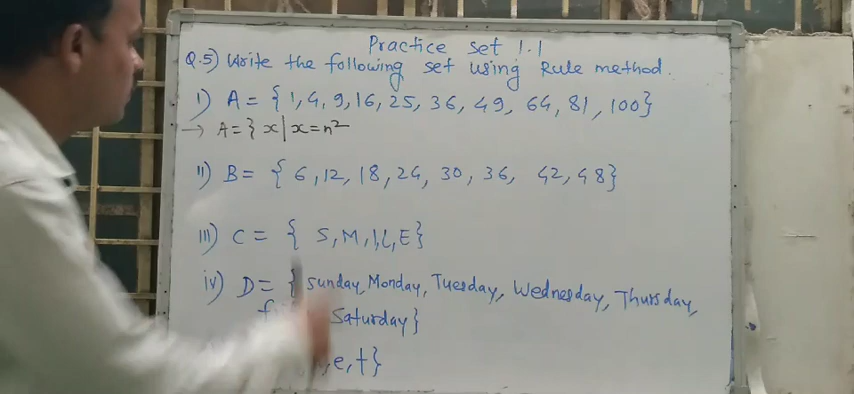 Practice set 1.1
Q.5) Write the following set using Rule method.
i) A = { 1, 4, 9, 16, 25, 36, 49, 64, 81, 100}
→ A = { x | x = n²
ii) B = { 6, 12, 18, 24, 30, 36, 42, 48}
iii) C = { S, M, I, L, E}
iv) D = { Sunday, Monday, Tuesday, Wednesday, Thursday,
Saturday}
, e, t}